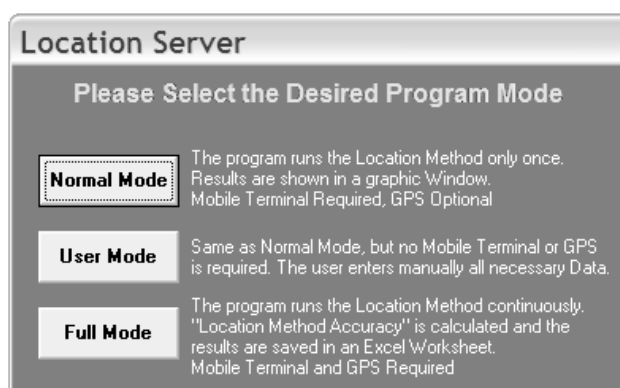 Location Server
Please Select the Desired Program Mode
Normal Mode
The program runs the Location Method only once.
Results are shown in a graphic Window.
Mobile Terminal Required, GPS Optional
User Mode
Same as Normal Mode, but no Mobile Terminal or GPS
is required. The user enters manually all necessary Data.
Full Mode
The program runs the Location Method continuously.
"Location Method Accuracy" is calculated and the
results are saved in an Excel Worksheet.
Mobile Terminal and GPS Required